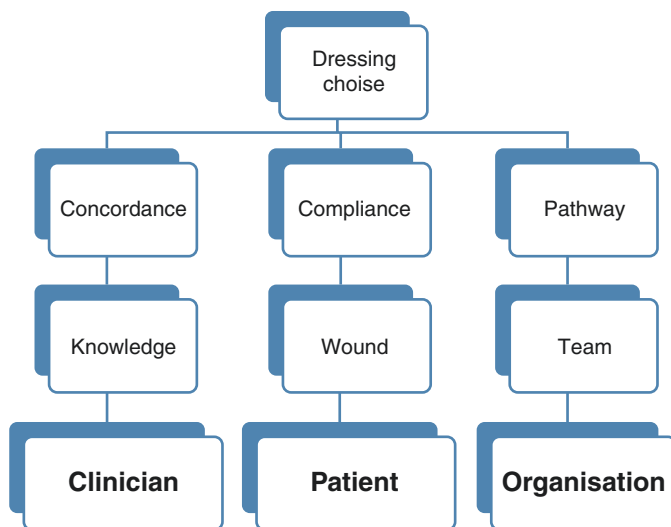 Dressing
choise
Concordance
Compliance
Pathway
Knowledge
Wound
Team
Clinician
Patient
Organisation